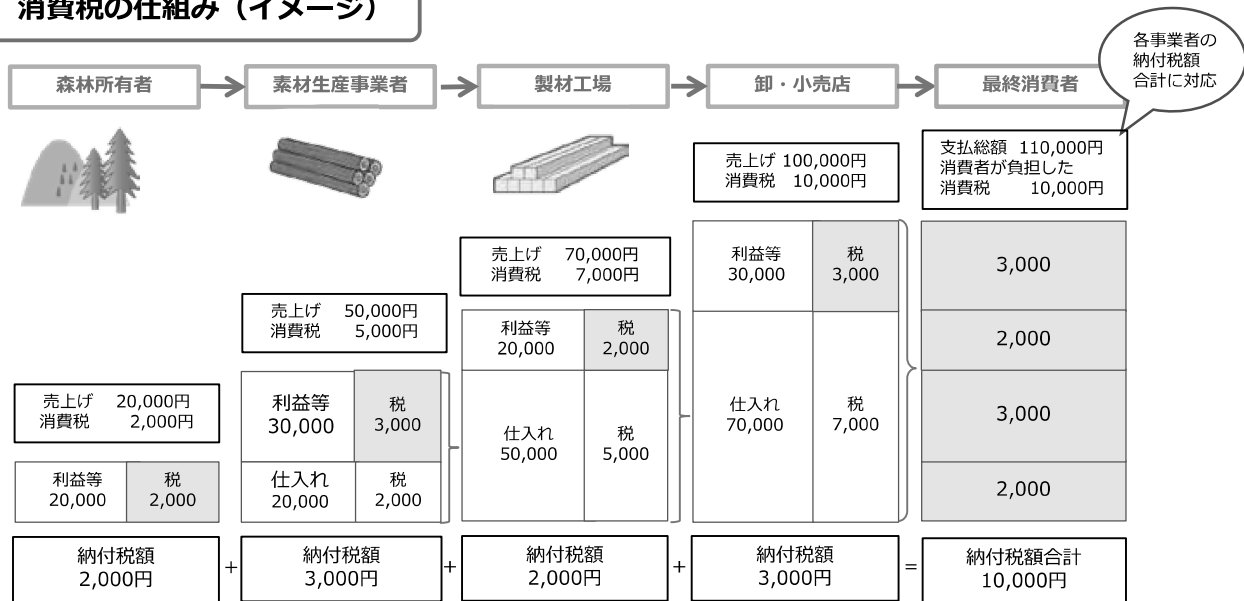 消費税の仕組み（イメージ）
各事業者の
納付税額
合計に対応
森林所有者
素材生産事業者
製材工場
卸・小売店
最終消費者
売上げ 20,000円
消費税 2,000円
利益等
20,000
税
2,000
納付税額
2,000円
+
売上げ 50,000円
消費税 5,000円
利益等
30,000
税
3,000
仕入れ
20,000
税
2,000
納付税額
3,000円
+
売上げ 70,000円
消費税 7,000円
利益等
20,000
税
2,000
仕入れ
50,000
税
5,000
納付税額
2,000円
+
売上げ 100,000円
消費税 10,000円
利益等
30,000
税
3,000
仕入れ
70,000
税
7,000
納付税額
3,000円
=
支払総額 110,000円
消費者が負担した
消費税 10,000円
3,000
2,000
3,000
2,000
納付税額合計
10,000円